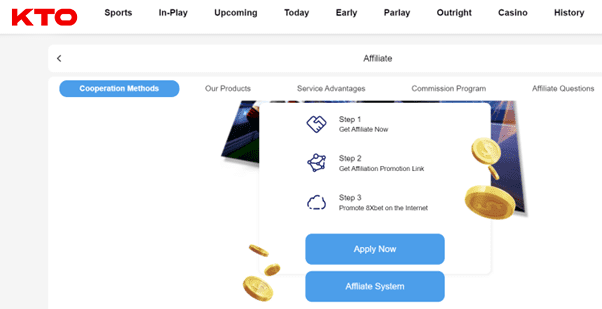 KTO Sports In-Play Upcoming Today Early Parlay Outright Casino History
Affiliate
Cooperation Methods Our Products Service Advantages Commission Program Affiliate Questions
Step 1
Get Affiliate Now
Step 2
Get Affiliation Promotion Link
Step 3
Promote 8Xbet on the Internet
Apply Now
Affliate System